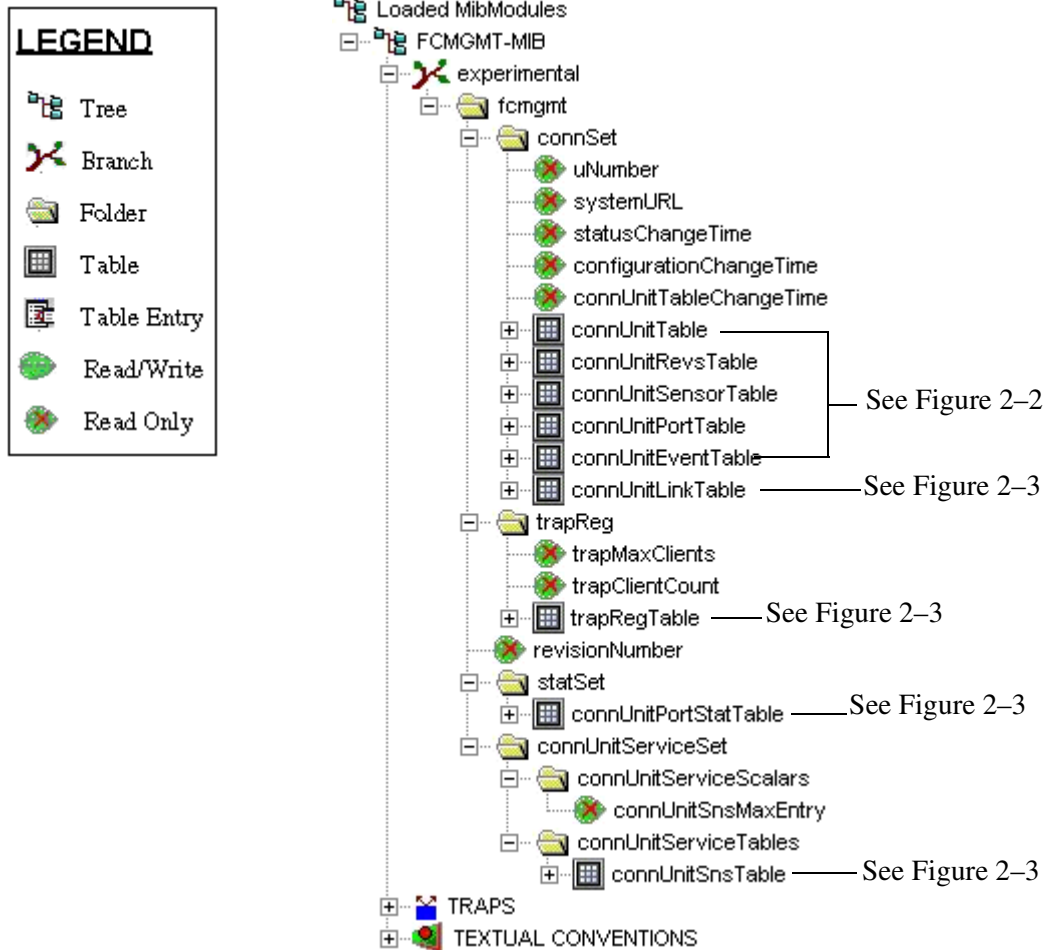 LEGEND
Tree
Branch
Folder
Table
Table Entry
Read/Write
Read Only
Loaded MibModules
FCMGMT-MIB
experimental
fcmgmt
connSet
uNumber
systemURL
statusChangeTime
configurationChangeTime
connUnitTableChangeTime
connUnitTable
connUnitRevsTable
connUnitSensorTable
See Figure 2–2
connUnitPortTable
connUnitEventTable
connUnitLinkTable See Figure 2–3
trapReg
trapMaxClients
trapClientCount
trapRegTable See Figure 2–3
revisionNumber
statSet
connUnitPortStatTable See Figure 2–3
connUnitServiceSet
connUnitServiceScalars
connUnitSnsMaxEntry
connUnitServiceTables
connUnitSnsTable See Figure 2–3
TRAPS
TEXTUAL CONVENTIONS